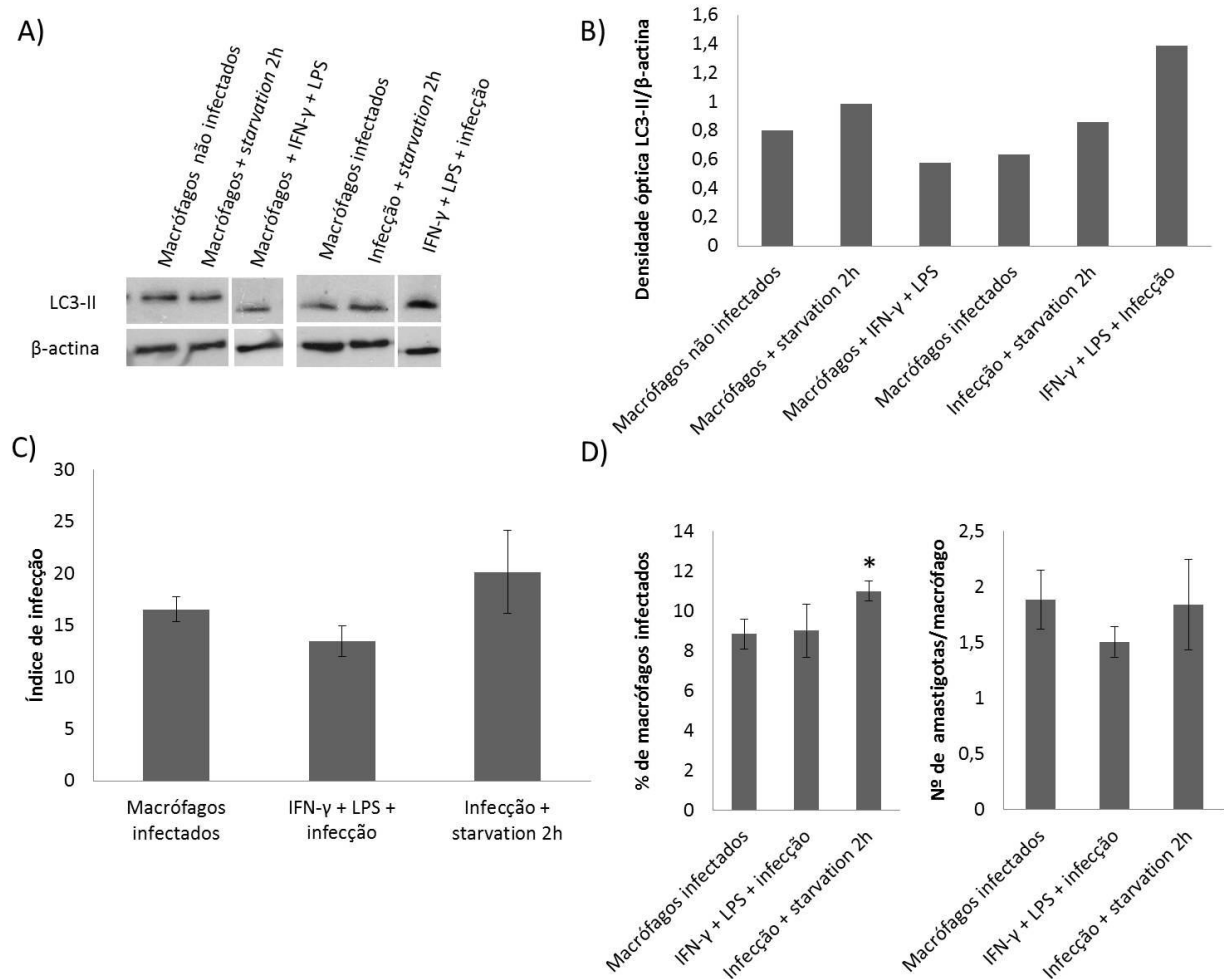 A)
Macrófagos não infectados
Macrófagos + starvation 2h
Macrófagos + IFN-γ + LPS
Macrófagos infectados
Infecção + starvation 2h
IFN-γ + LPS + infecção
LC3-II
β-actina
B)
Densidade óptica LC3-II/β-actina
1,6
1,4
1,2
1
0,8
0,6
0,4
0,2
0
Macrófagos não infectados
Macrófagos + starvation 2h
Macrófagos + IFN-γ + LPS
Macrófagos infectados
Infecção + starvation 2h
IFN-γ + LPS + Infecção
C)
Índice de infecção
30
25
20
15
10
5
0
Macrófagos
infectados
IFN-γ + LPS +
infecção
Infecção +
starvation 2h
D)
% de macrófagos infectados
14
12
10
8
6
4
2
0
*
Macrófagos infectados
IFN-γ + LPS + infecção
Infecção + starvation 2h
Nº de amastigotas/macrófago
2,5
2
1,5
1
0,5
0
Macrófagos infectados
IFN-γ + LPS + infecção
Infecção + starvation 2h